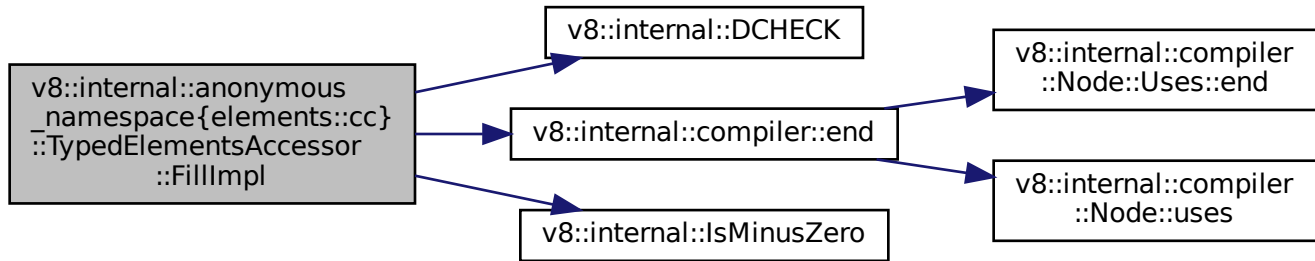 v8::internal::anonymous
_namespace{elements::cc}
::TypedElementsAccessor
::FillImpl
v8::internal::DCHECK
v8::internal::compiler::end
v8::internal::IsMinusZero
v8::internal::compiler
::Node::Uses::end
v8::internal::compiler
::Node::uses